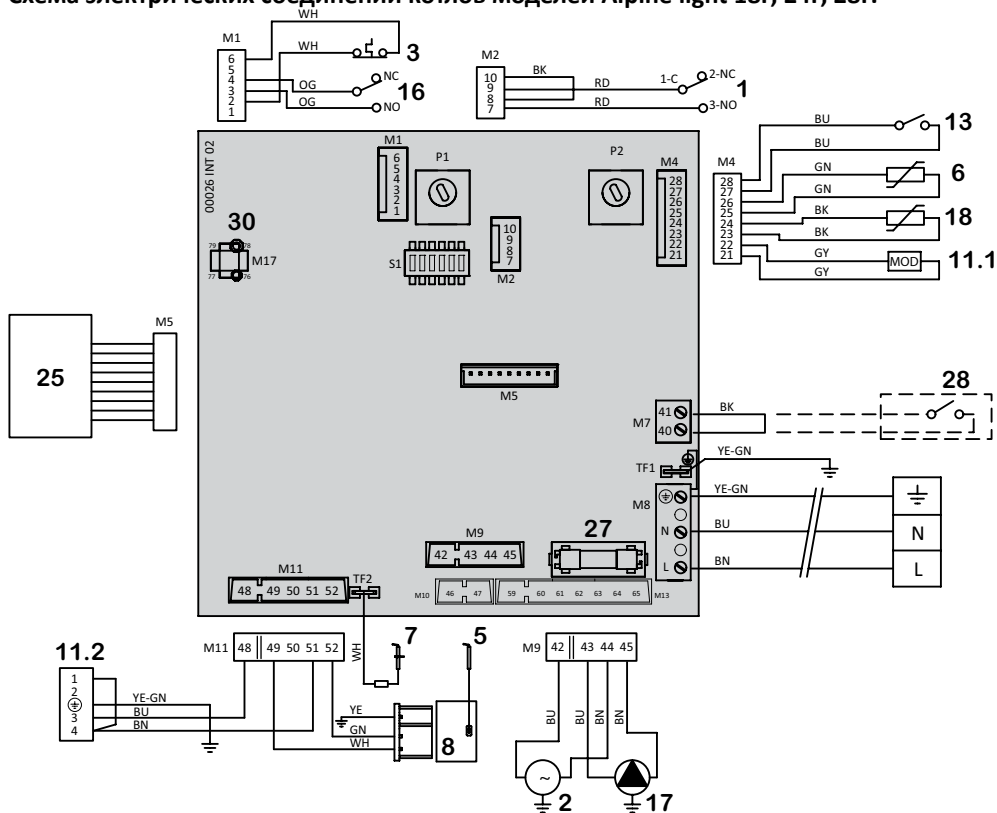 Схема электрических соединений котлов моделей Alpine light 18F, 24F, 28F:
WH
M1
WH
3
6
5
4
3
2
1
OG
NC
16
OG
NO
M2
10
9
8
7
BK
RD
1-C
2-NC
1
RD
3-NO
BU
13
BU
M4
GN
6
GN
BK
18
BK
GY
MOD
11.1
GY
28
27
26
25
24
23
22
21
00026 INT 02
M1
6
5
4
3
2
1
P1
P2
M4
28
27
26
25
24
23
22
21
30
79
78
M17
77
76
S1
10
9
8
7
M2
M5
25
M5
28
M7
41
40
BK
TF1
YE-GN
M8
YE-GN
N
BU
N
L
BN
L
M9
42 43 44 45
27
M11
48 49 50 51 52
TF2
M10
46 47
59 60 61 62 63 64 65
M13
11.2
1
2
3
4
YE-GN
BU
BN
M11
48 49 50 51 52
WH
7
5
YE
GN
WH
8
M9
42 43 44 45
BU
BU
BN
BN
~
2
17